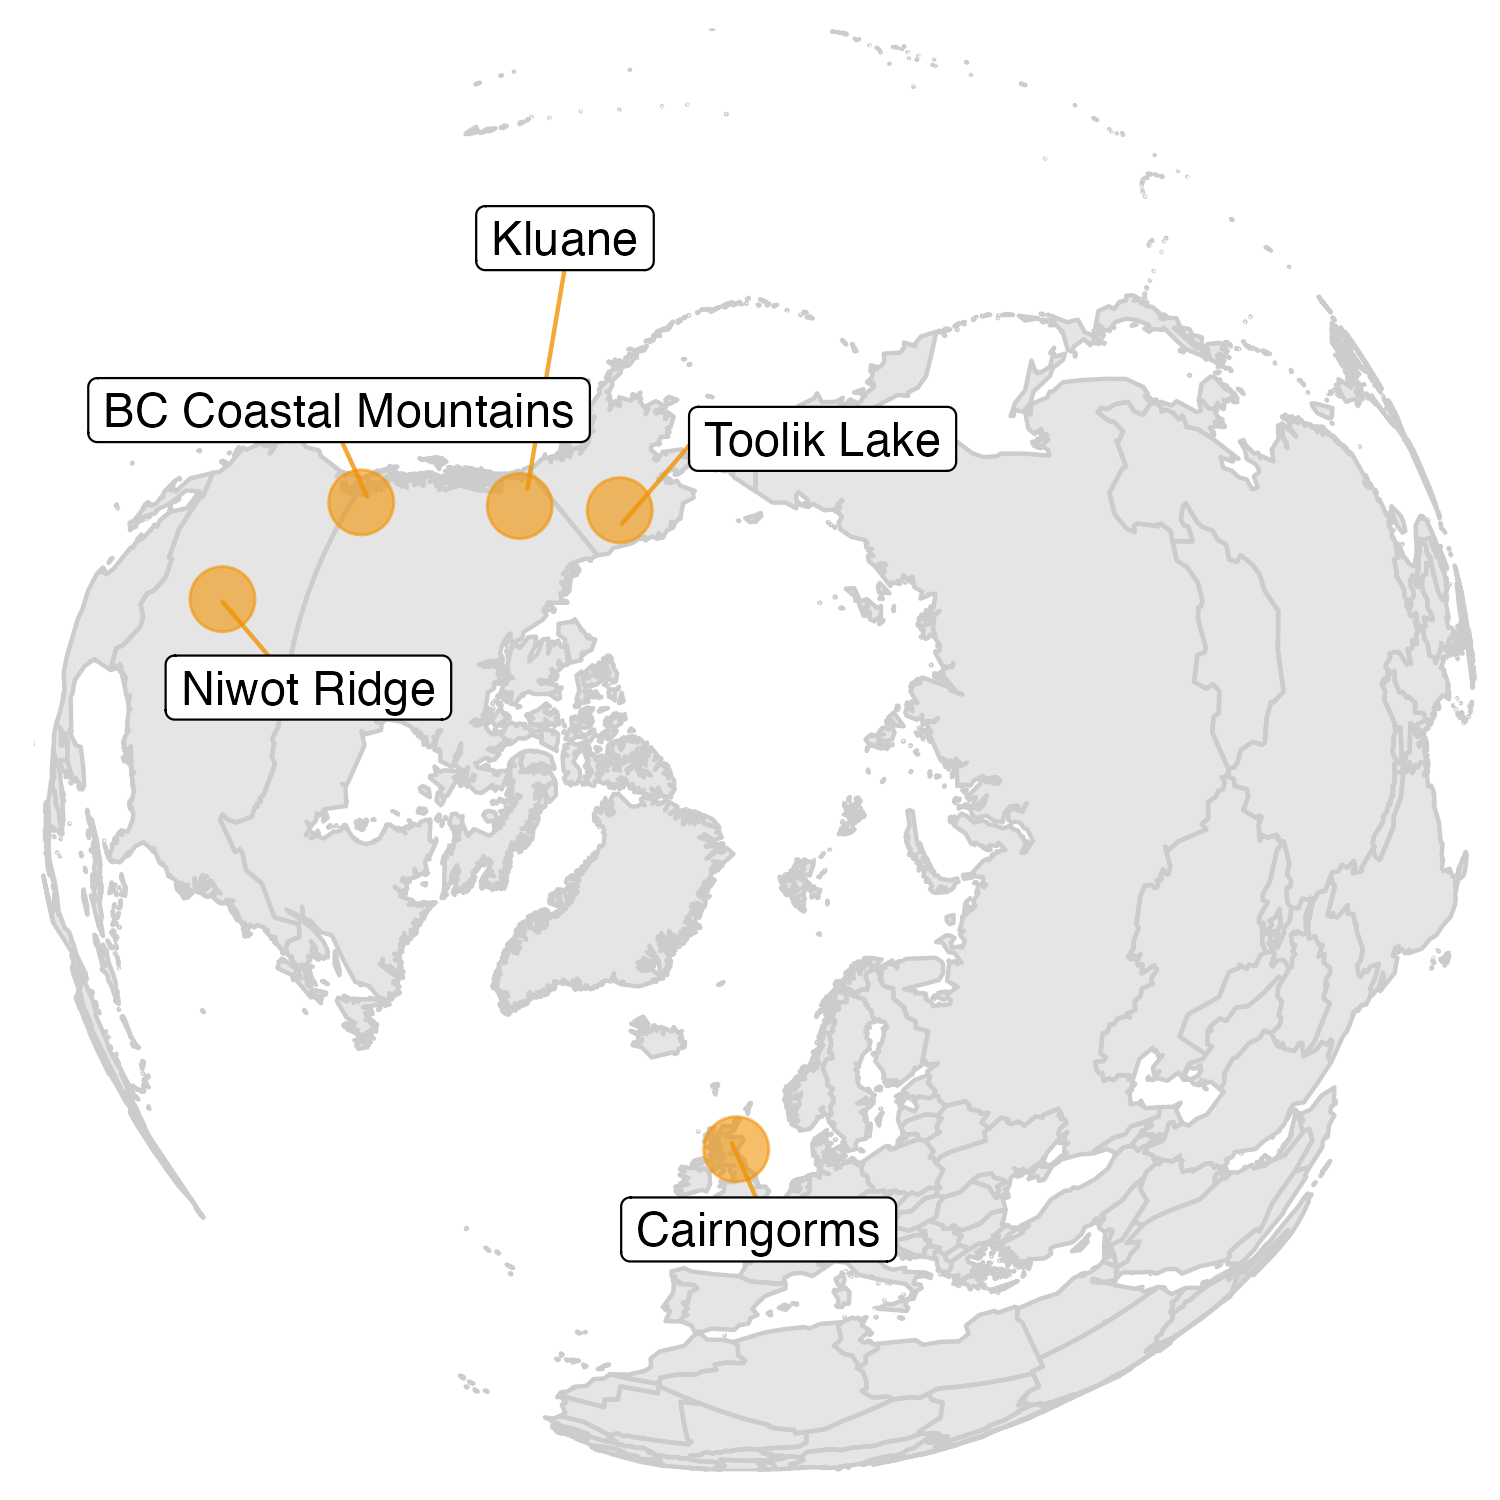 Kluane
BC Coastal Mountains
Toolik Lake
Niwot Ridge
Cairngorms